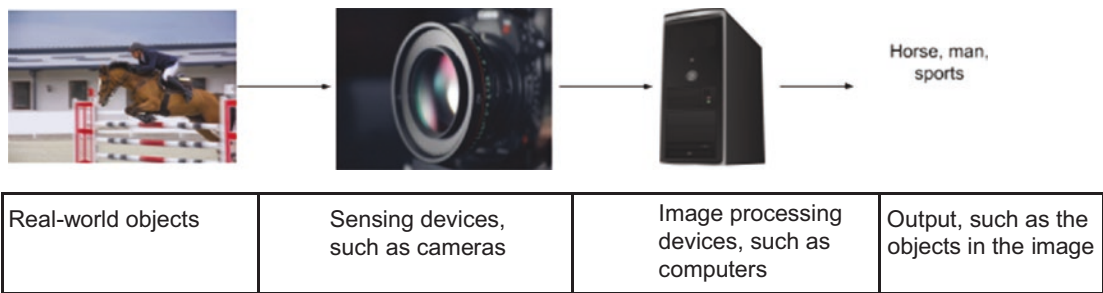 Horse, man,
sports
Real-world objects
Sensing devices,
such as cameras
Image processing
devices, such as
computers
Output, such as the
objects in the image